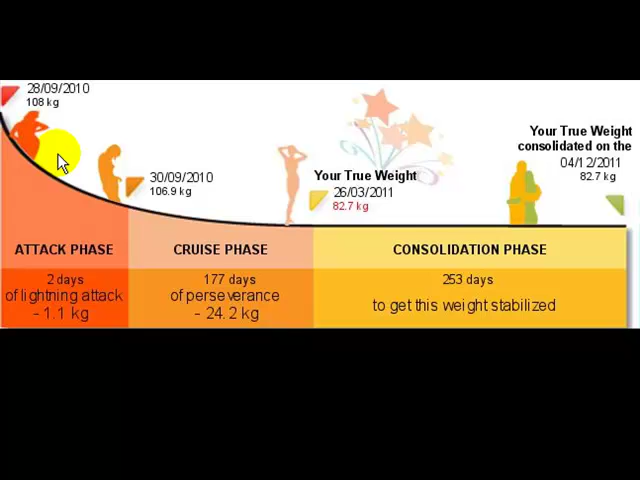 28/09/2010
108 kg
30/09/2010
106.9 kg
Your True Weight
26/03/2011
82.7 kg
Your True Weight
consolidated on the
04/12/2011
82.7 kg
ATTACK PHASE
CRUISE PHASE
CONSOLIDATION PHASE
2 days
of lightning attack
- 1.1 kg
177 days
of perseverance
- 24.2 kg
253 days
to get this weight stabilized